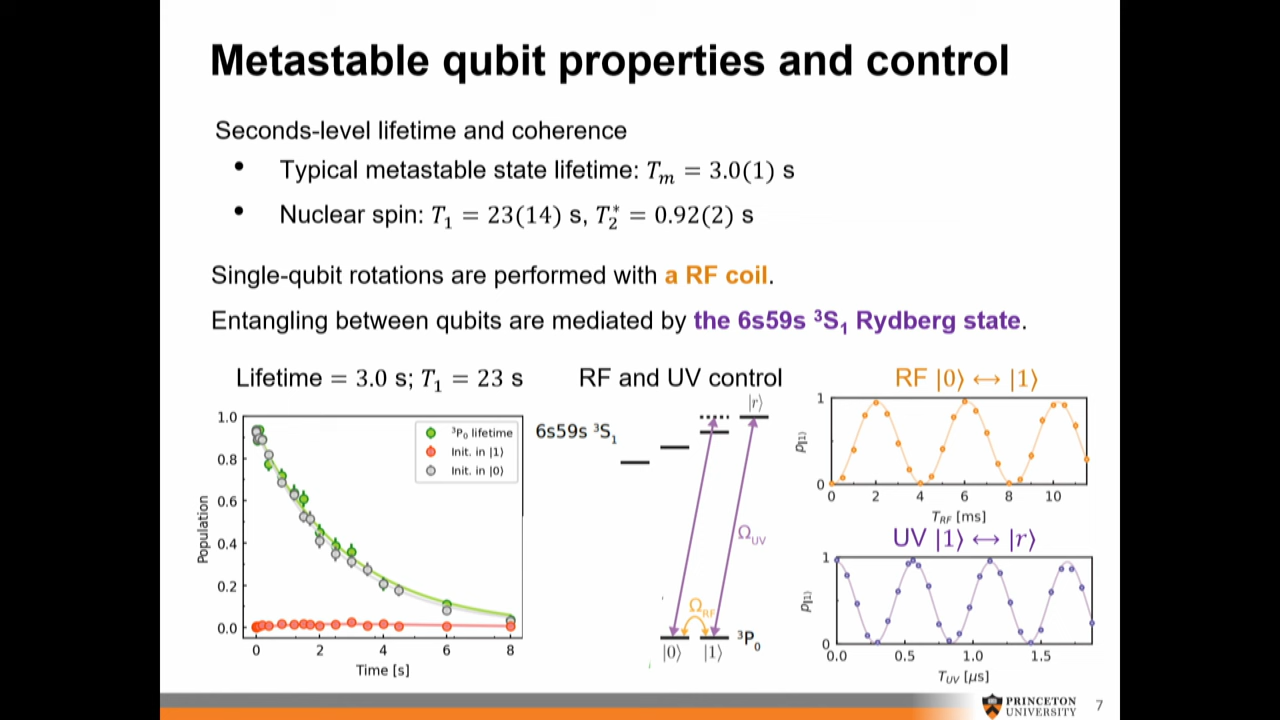 Metastable qubit properties and control
Seconds-level lifetime and coherence
• Typical metastable state lifetime: Tₘ = 3.0(1) s
• Nuclear spin: T₁ = 23(14) s, T₂* = 0.92(2) s
Single-qubit rotations are performed with a RF coil.
Entangling between qubits are mediated by the 6s59s ³S₁ Rydberg state.
Lifetime = 3.0 s; T₁ = 23 s
1.0
0.8
0.6
0.4
0.2
0.0
Population
³P₀ lifetime
Init. in |1⟩
Init. in |0⟩
0 2 4 6 8
Time [s]
RF and UV control
|r⟩
6s59s ³S₁
Ω_UV
Ω_RF
³P₀
|0⟩ |1⟩
RF |0⟩ ↔ |1⟩
1
0
p|1⟩
0 2 4 6 8 10
T_RF [ms]
UV |1⟩ ↔ |r⟩
1
0
p|1⟩
0.0 0.5 1.0 1.5
T_UV [μs]
PRINCETON
UNIVERSITY
7